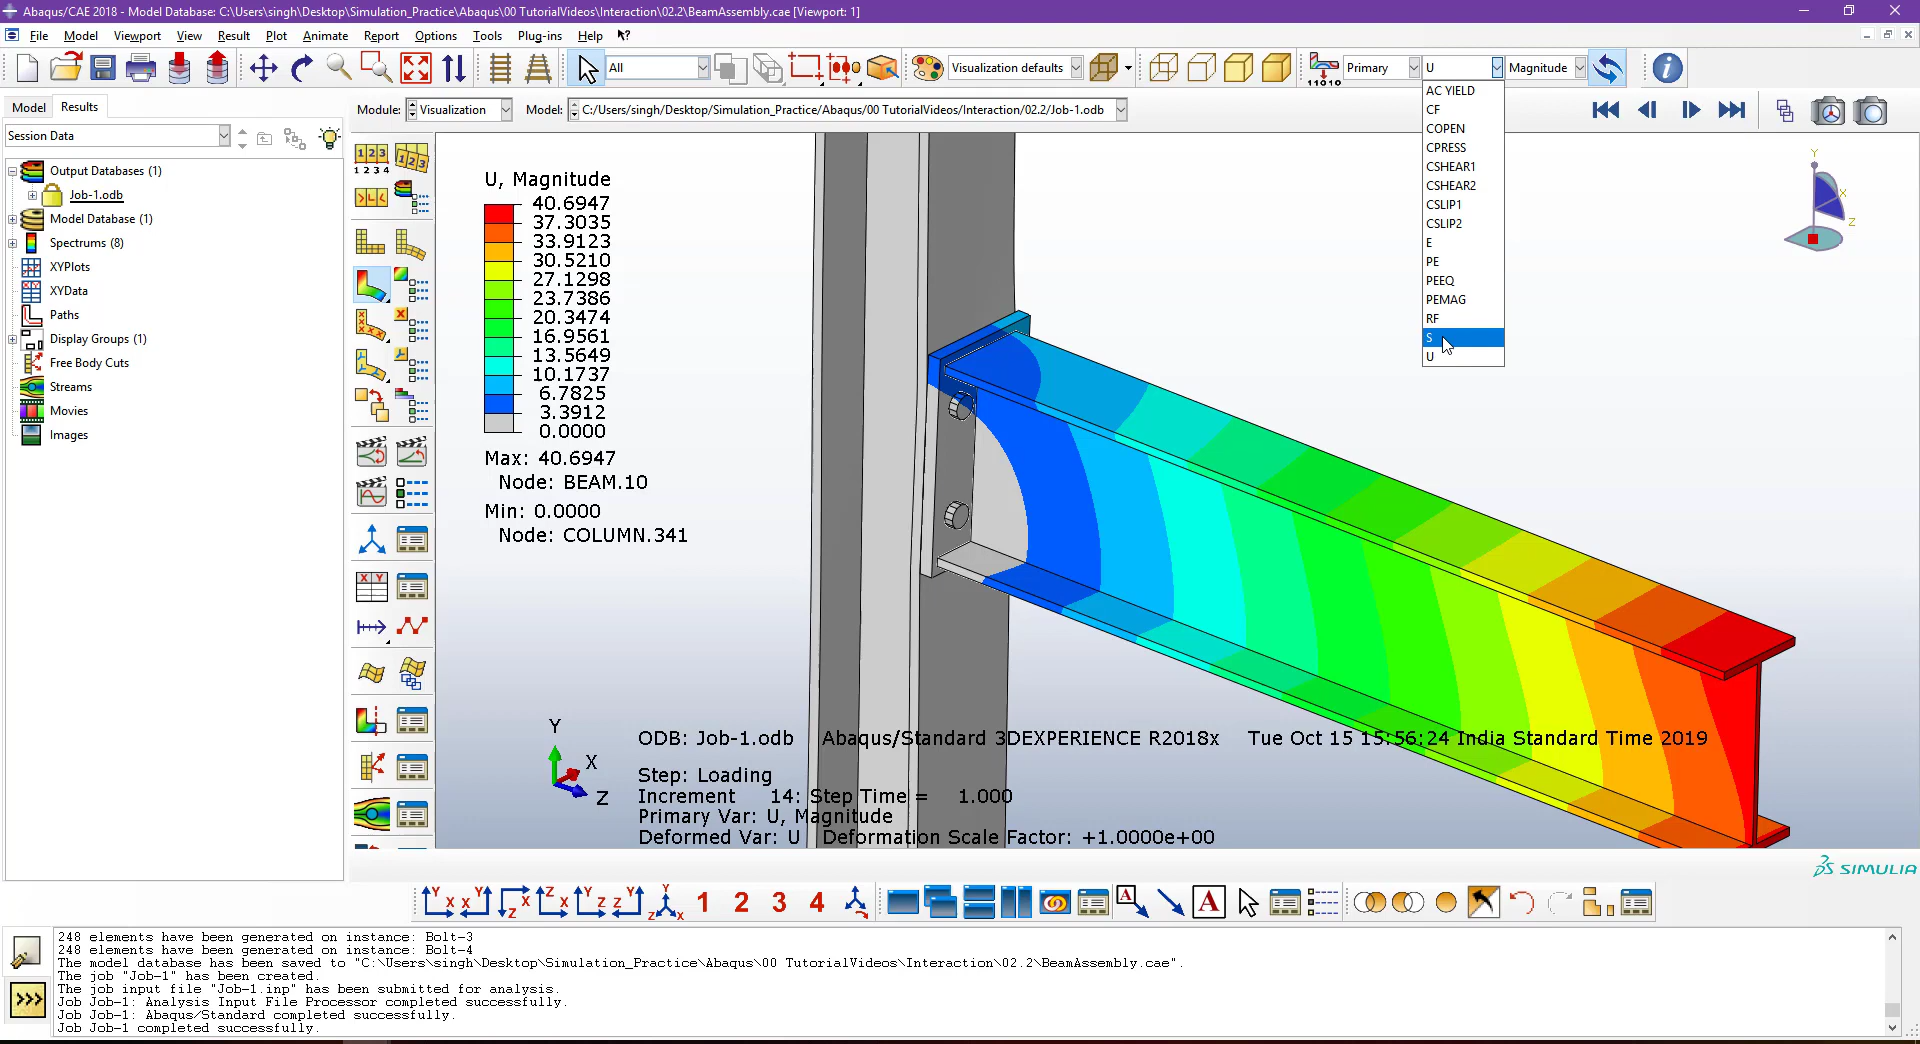 Abaqus/CAE 2018 - Model Database: C:\Users\singh\Desktop\Simulation_Practice\Abaqus\00 TutorialVideos\Interaction\02.2\BeamAssembly.cae [Viewport: 1]
File Model Viewport View Result Plot Animate Report Options Tools Plug-ins Help
All Visualization defaults Primary U Magnitude
11010
AC YIELD
CF
COPEN
CPRESS
CSHEAR1
CSHEAR2
CSLIP1
CSLIP2
E
PE
PEEQ
PEMAG
RF
S
U
Model Results
Module: Visualization Model: C:/Users/singh/Desktop/Simulation_Practice/Abaqus/00 TutorialVideos/Interaction/02.2/Job-1.odb
Session Data
Output Databases (1)
Job-1.odb
Model Database (1)
Spectrums (8)
XYPlots
XYData
Paths
Display Groups (1)
Free Body Cuts
Streams
Movies
Images
U, Magnitude
40.6947
37.3035
33.9123
30.5210
27.1298
23.7386
20.3474
16.9561
13.5649
10.1737
6.7825
3.3912
0.0000
Max: 40.6947
Node: BEAM.10
Min: 0.0000
Node: COLUMN.341
Y
X
Z
Y
X
Z
ODB: Job-1.odb Abaqus/Standard 3DEXPERIENCE R2018x Tue Oct 15 15:56:24 India Standard Time 2019
Step: Loading
Increment 14: Step Time = 1.000
Primary Var: U, Magnitude
Deformed Var: U Deformation Scale Factor: +1.0000e+00
SIMULIA
1 2 3 4
248 elements have been generated on instance: Bolt-3
248 elements have been generated on instance: Bolt-4
The model database has been saved to "C:\Users\singh\Desktop\Simulation_Practice\Abaqus\00 TutorialVideos\Interaction\02.2\BeamAssembly.cae".
The job "Job-1" has been created.
The job input file "Job-1.inp" has been submitted for analysis.
Job Job-1: Analysis Input File Processor completed successfully.
Job Job-1: Abaqus/Standard completed successfully.
Job Job-1 completed successfully.